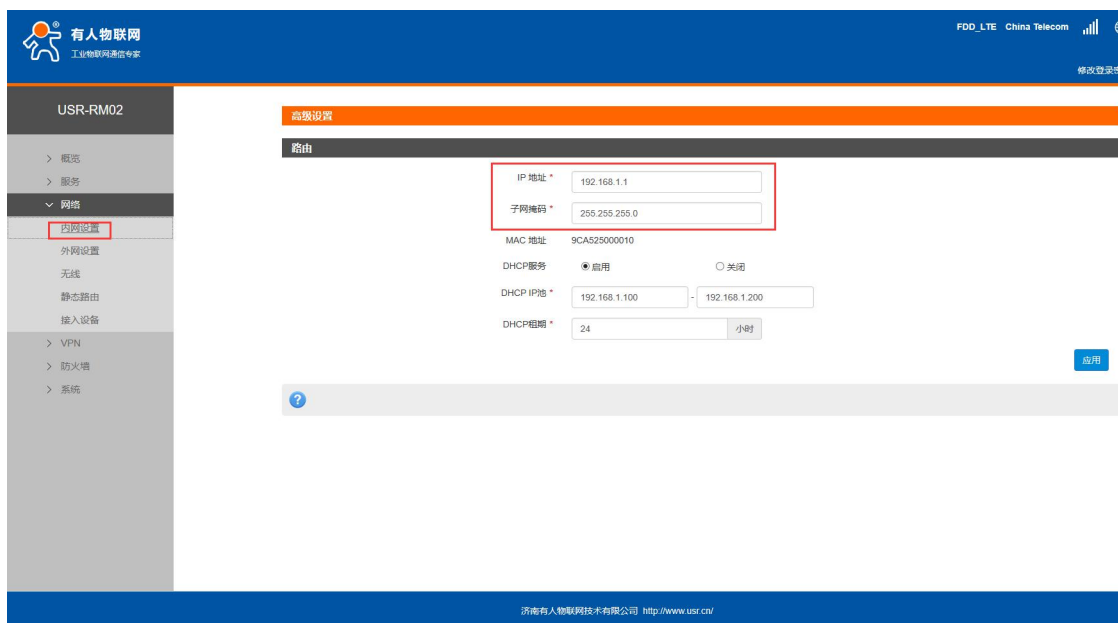 有人物联网
工业物联网通信专家
FDD_LTE China Telecom
修改登录
USR-RM02
概览
服务
网络
内网设置
外网设置
无线
静态路由
接入设备
VPN
防火墙
系统
高级设置
路由
IP 地址 * 192.168.1.1
子网掩码 * 255.255.255.0
MAC 地址 9CA525000010
DHCP服务 启用 关闭
DHCP IP池 * 192.168.1.100 - 192.168.1.200
DHCP租期 * 24 小时
应用
济南有人物联网技术有限公司 http://www.usr.cn/